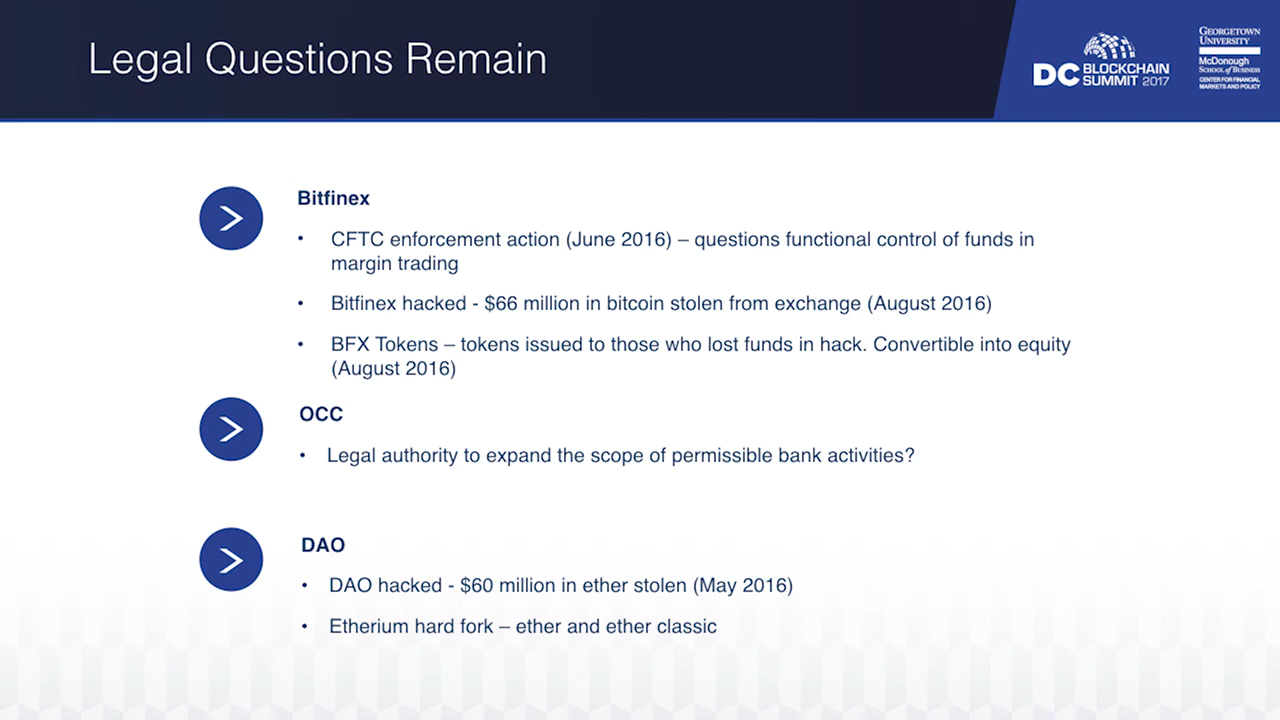 Legal Questions Remain
DC BLOCKCHAIN
SUMMIT 2017
GEORGETOWN
UNIVERSITY
McDonough
SCHOOL of BUSINESS
CENTER FOR FINANCIAL
MARKETS AND POLICY
Bitfinex
• CFTC enforcement action (June 2016) – questions functional control of funds in
margin trading
• Bitfinex hacked - $66 million in bitcoin stolen from exchange (August 2016)
• BFX Tokens – tokens issued to those who lost funds in hack. Convertible into equity
(August 2016)
OCC
• Legal authority to expand the scope of permissible bank activities?
DAO
• DAO hacked - $60 million in ether stolen (May 2016)
• Etherium hard fork – ether and ether classic